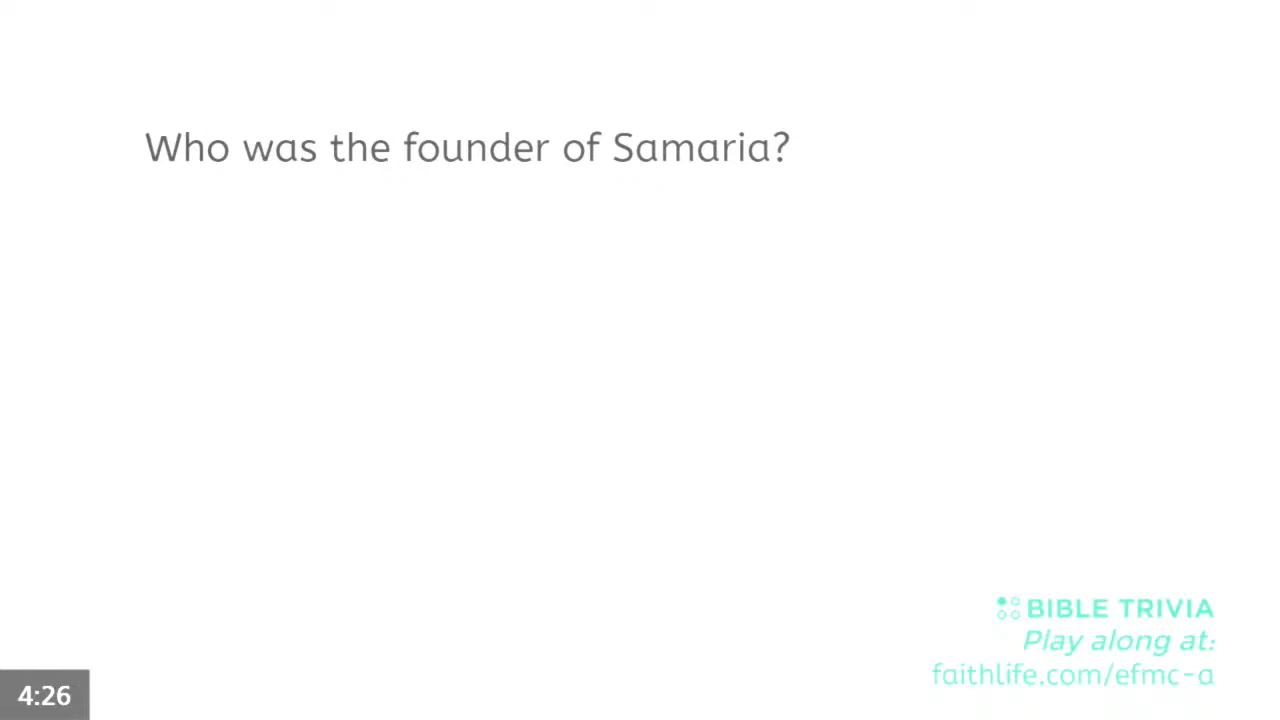 Who was the founder of Samaria?
BIBLE TRIVIA
Play along at:
faithlife.com/efmc-a
4:26